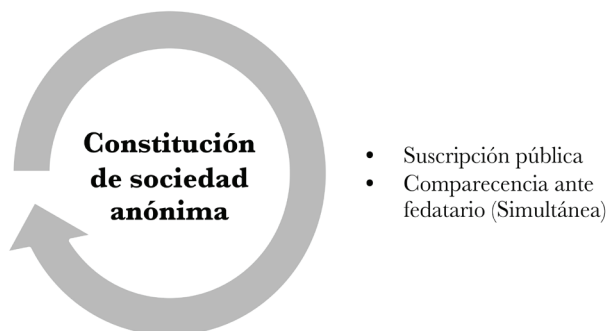 Constitución
de sociedad
anónima
• Suscripción pública
• Comparecencia ante
fedatario (Simultánea)